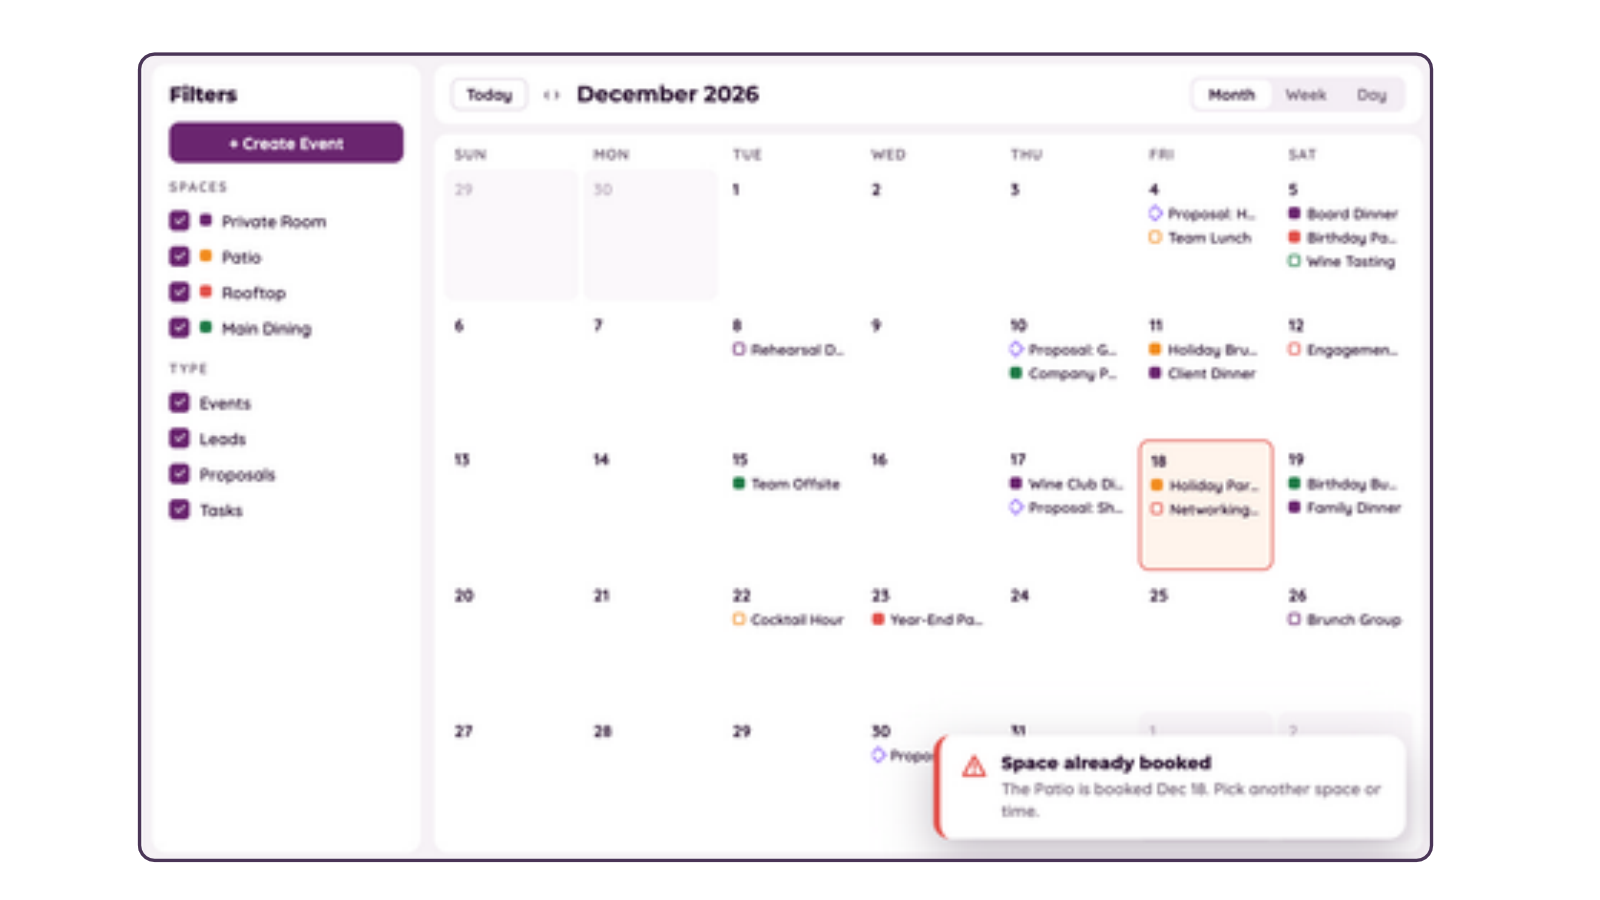 Filters
+ Create Event
SPACES
Private Room
Patio
Rooftop
Main Dining
TYPE
Events
Leads
Proposals
Tasks
Today
‹ ›
December 2026
Month
Week
Day
SUN MON TUE WED THU FRI SAT
29 30 1 2 3 4 5
Proposal: H...
Team Lunch
Board Dinner
Birthday Pa...
Wine Tasting
6 7 8 9 10 11 12
Rehearsal D...
Proposal: G...
Company P...
Holiday Bru...
Client Dinner
Engagemen...
13 14 15 16 17 18 19
Team Offsite
Wine Club Di...
Proposal: Sh...
Holiday Par...
Networking...
Birthday Bu...
Family Dinner
20 21 22 23 24 25 26
Cocktail Hour
Year-End Pa...
Brunch Group
27 28 29 30 31 1 2
Propo
Space already booked
The Patio is booked Dec 18. Pick another space or
time.